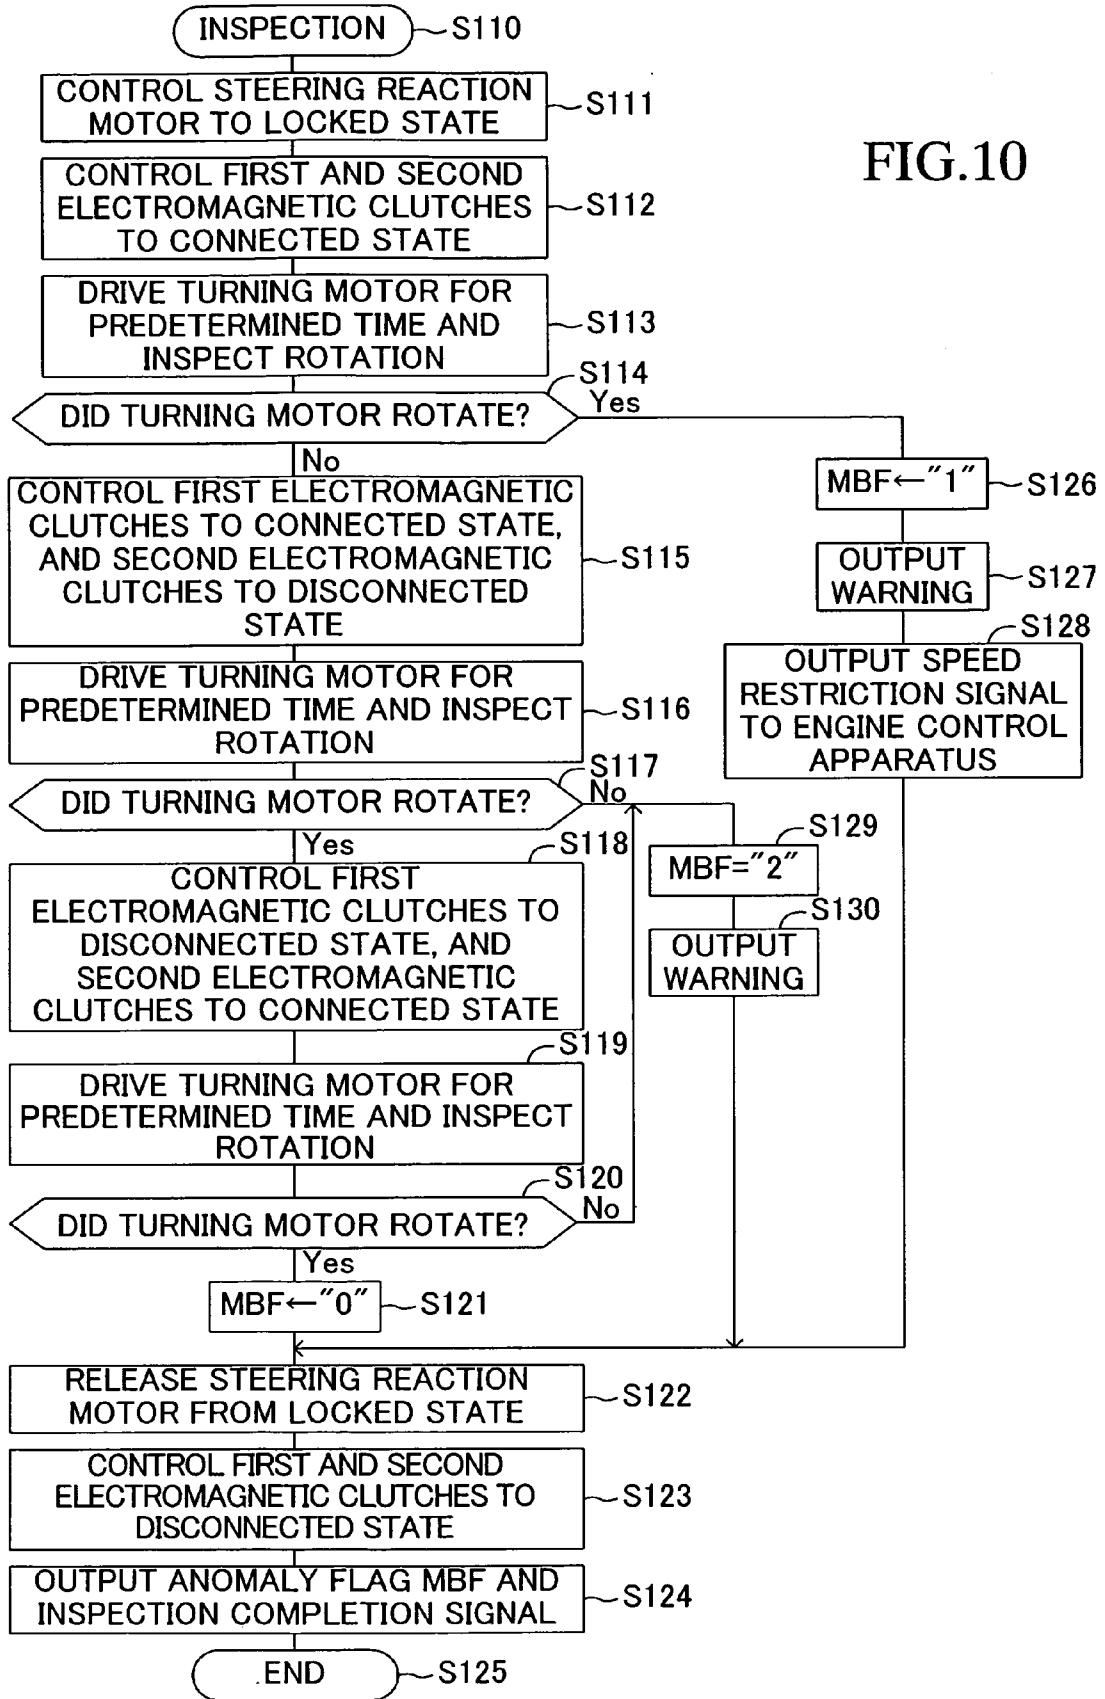 INSPECTION
S110
CONTROL STEERING REACTION
MOTOR TO LOCKED STATE
S111
FIG.10
CONTROL FIRST AND SECOND
ELECTROMAGNETIC CLUTCHES
TO CONNECTED STATE
S112
DRIVE TURNING MOTOR FOR
PREDETERMINED TIME AND
INSPECT ROTATION
S113
S114
DID TURNING MOTOR ROTATE?
Yes
No
MBF←"1"
S126
CONTROL FIRST ELECTROMAGNETIC
CLUTCHES TO CONNECTED STATE,
AND SECOND ELECTROMAGNETIC
CLUTCHES TO DISCONNECTED
STATE
S115
OUTPUT
WARNING
S127
S128
OUTPUT SPEED
RESTRICTION SIGNAL
TO ENGINE CONTROL
APPARATUS
DRIVE TURNING MOTOR FOR
PREDETERMINED TIME AND INSPECT
ROTATION
S116
S117
DID TURNING MOTOR ROTATE?
No
Yes
S129
MBF="2"
S130
OUTPUT
WARNING
S118
CONTROL FIRST
ELECTROMAGNETIC CLUTCHES TO
DISCONNECTED STATE, AND
SECOND ELECTROMAGNETIC
CLUTCHES TO CONNECTED STATE
S119
DRIVE TURNING MOTOR FOR
PREDETERMINED TIME AND INSPECT
ROTATION
S120
DID TURNING MOTOR ROTATE?
No
Yes
MBF←"0"
S121
RELEASE STEERING REACTION
MOTOR FROM LOCKED STATE
S122
CONTROL FIRST AND SECOND
ELECTROMAGNETIC CLUTCHES TO
DISCONNECTED STATE
S123
OUTPUT ANOMALY FLAG MBF AND
INSPECTION COMPLETION SIGNAL
S124
END
S125